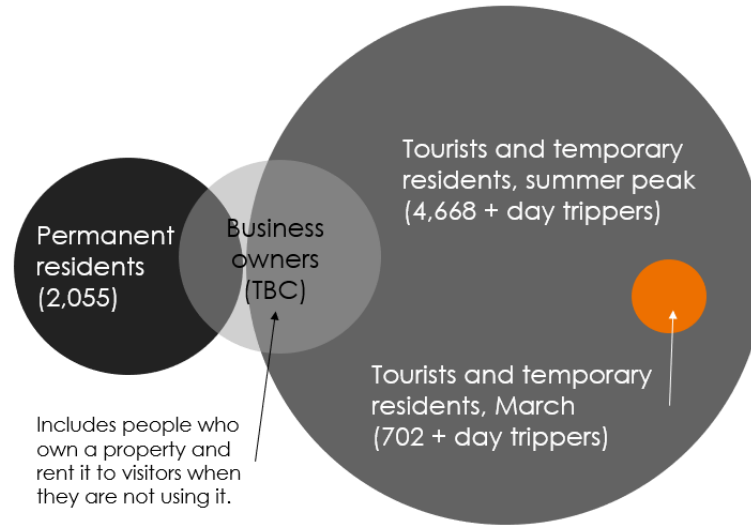 Permanent
residents
(2,055)
Business
owners
(TBC)
Tourists and temporary
residents, summer peak
(4,668 + day trippers)
Tourists and temporary
residents, March
(702 + day trippers)
Includes people who
own a property and
rent it to visitors when
they are not using it.